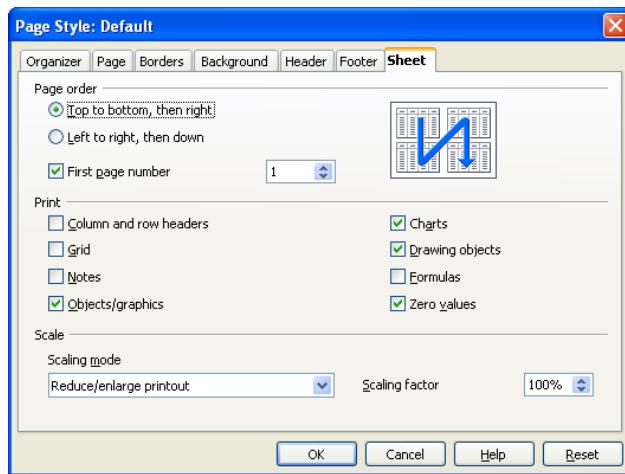 Page Style: Default
Organizer Page Borders Background Header Footer Sheet
Page order
Top to bottom, then right
Left to right, then down
First page number 1
Print
Column and row headers Charts
Grid Drawing objects
Notes Formulas
Objects/graphics Zero values
Scale
Scaling mode
Reduce/enlarge printout Scaling factor 100%
OK Cancel Help Reset